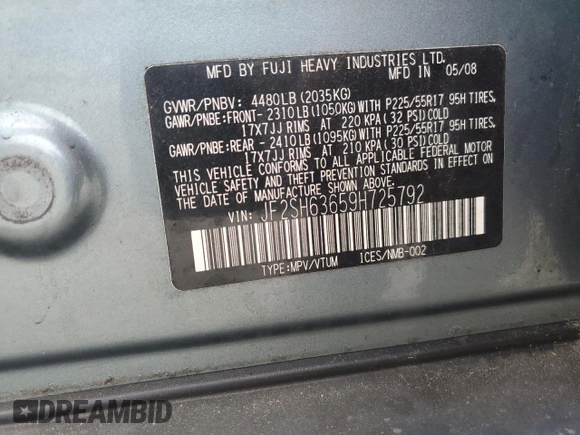 MFD BY FUJI HEAVY INDUSTRIES LTD.
MFD IN 05/08
GVWR/PNBV: 4480LB (2035KG)
GAWR/PNBE:FRONT- 2310LB (1050KG)WITH P225/55R17 95H TIRES,
17X7JJ RIMS AT 220 KPA (32 PSI)COLD
GAWR/PNBE:REAR - 2410LB (1095KG)WITH P225/55R17 95H TIRES,
17X7JJ RIMS AT 210 KPA (30 PSI)COLD
THIS VEHICLE CONFORMS TO ALL APPLICABLE FEDERAL MOTOR
VEHICLE SAFETY AND THEFT PREVENTION STANDARDS IN EFFECT ON
THE DATE OF MANUFACTURE SHOWN ABOVE.
VIN: JF2SH63659H725792
TYPE:MPV/VTUM ICES/NMB-002
DREAMBID